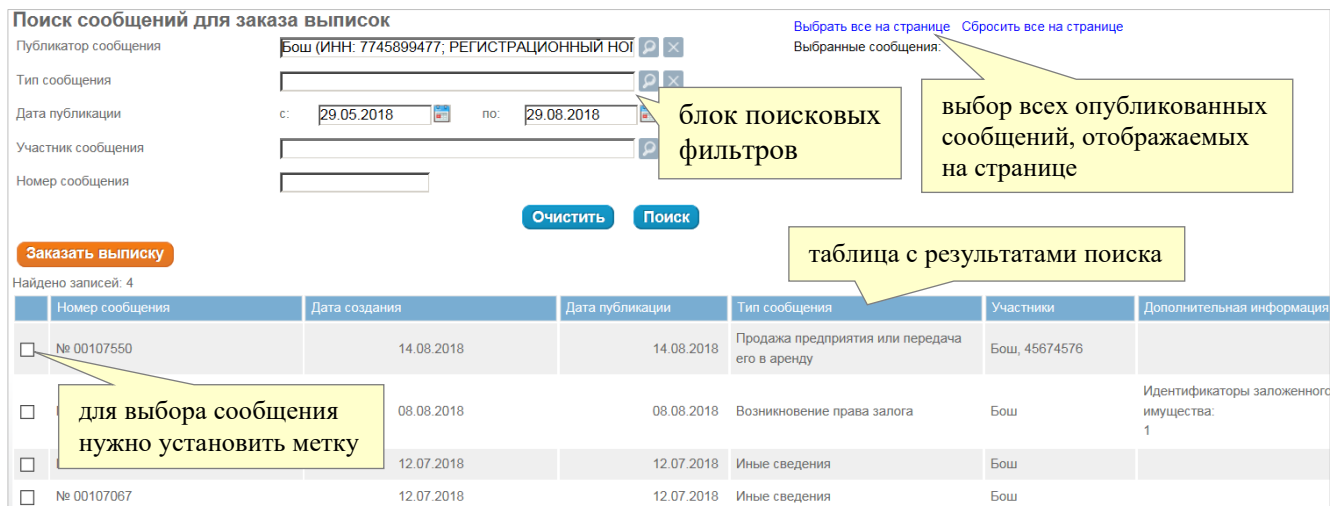 Поиск сообщений для заказа выписок
Выбрать все на странице Сбросить все на странице
Публикатор сообщения Бош (ИНН: 7745899477; РЕГИСТРАЦИОННЫЙ НО
Выбранные сообщения:
Тип сообщения
Дата публикации с: 29.05.2018 по: 29.08.2018
Участник сообщения
Номер сообщения
блок поисковых
фильтров
выбор всех опубликованных
сообщений, отображаемых
на странице
Очистить Поиск
Заказать выписку
таблица с результатами поиска
Найдено записей: 4
Номер сообщения Дата создания Дата публикации Тип сообщения Участники Дополнительная информация
№ 00107550 14.08.2018 14.08.2018 Продажа предприятия или передача
его в аренду Бош, 45674576
для выбора сообщения
нужно установить метку
08.08.2018 08.08.2018 Возникновение права залога Бош Идентификаторы заложенного
имущества:
1
12.07.2018 12.07.2018 Иные сведения Бош
№ 00107067 12.07.2018 12.07.2018 Иные сведения Бош